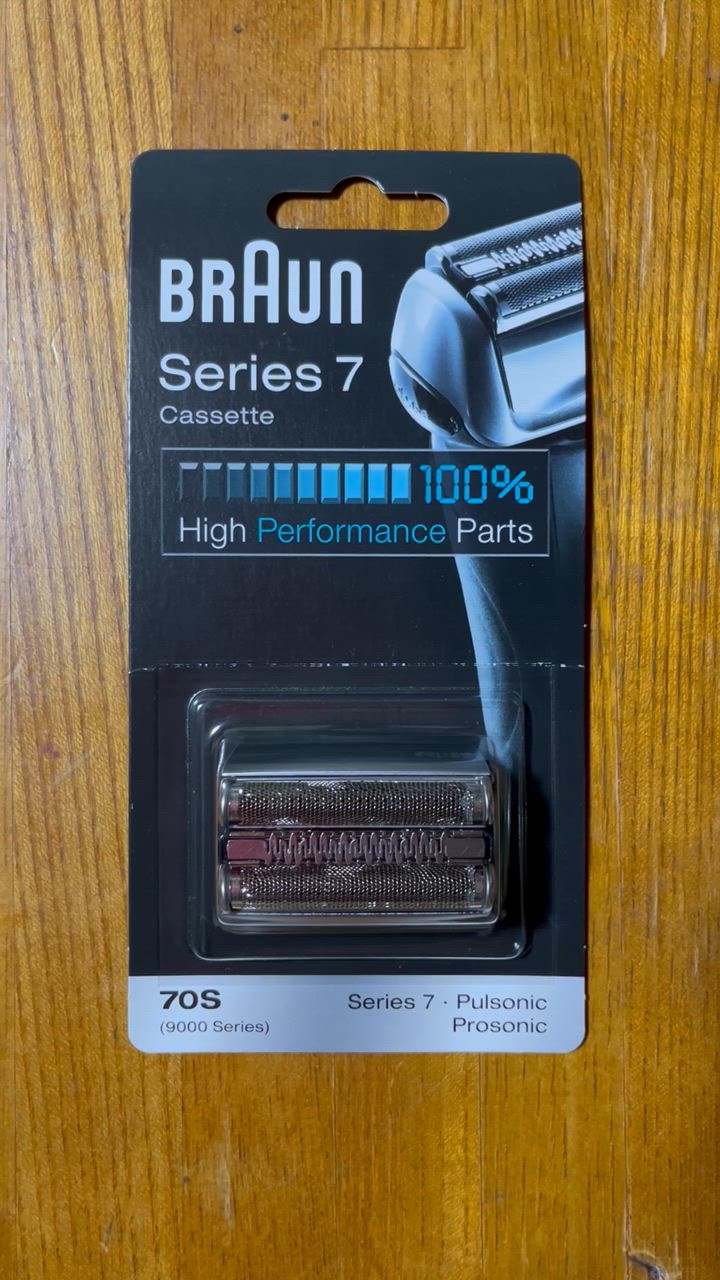 BRAUN
Series 7
Cassette
100%
High Performance Parts
70S
(9000 Series)
Series 7 · Pulsonic
Prosonic